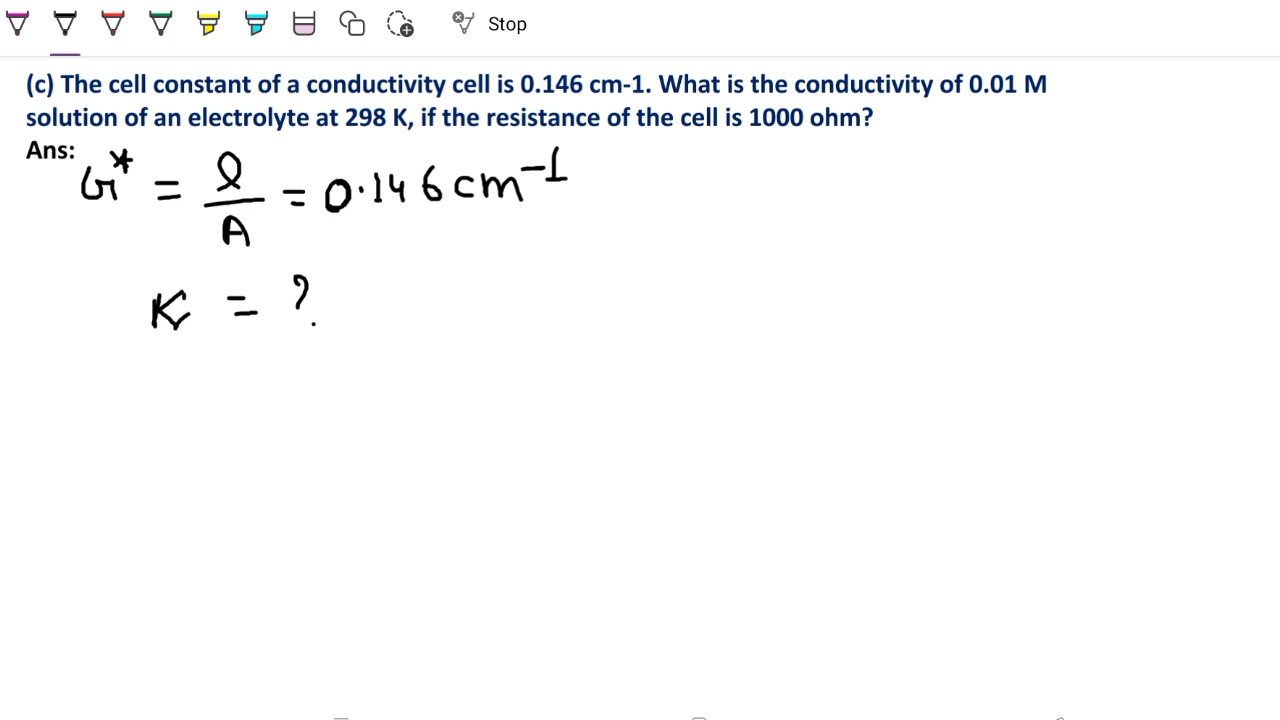 Stop
(c) The cell constant of a conductivity cell is 0.146 cm-1. What is the conductivity of 0.01 M
solution of an electrolyte at 298 K, if the resistance of the cell is 1000 ohm?
Ans:
G* = l/A = 0.146 cm⁻¹
K = ?